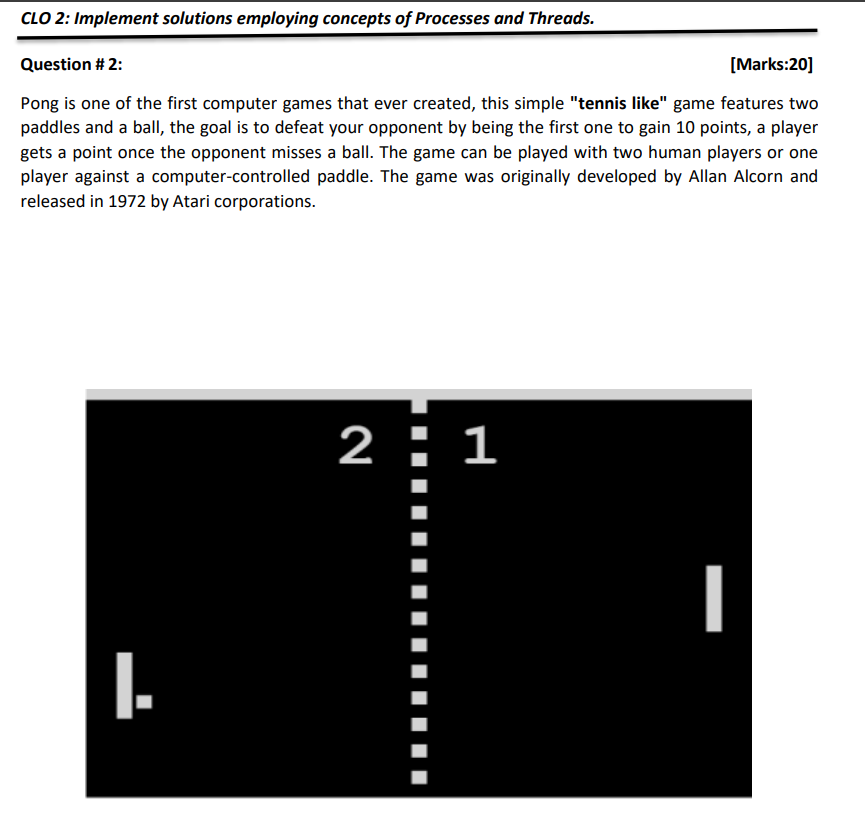 CLO 2: Implement solutions employing concepts of Processes and Threads.
Question # 2: [Marks:20]
Pong is one of the first computer games that ever created, this simple "tennis like" game features two
paddles and a ball, the goal is to defeat your opponent by being the first one to gain 10 points, a player
gets a point once the opponent misses a ball. The game can be played with two human players or one
player against a computer-controlled paddle. The game was originally developed by Allan Alcorn and
released in 1972 by Atari corporations.
2 1